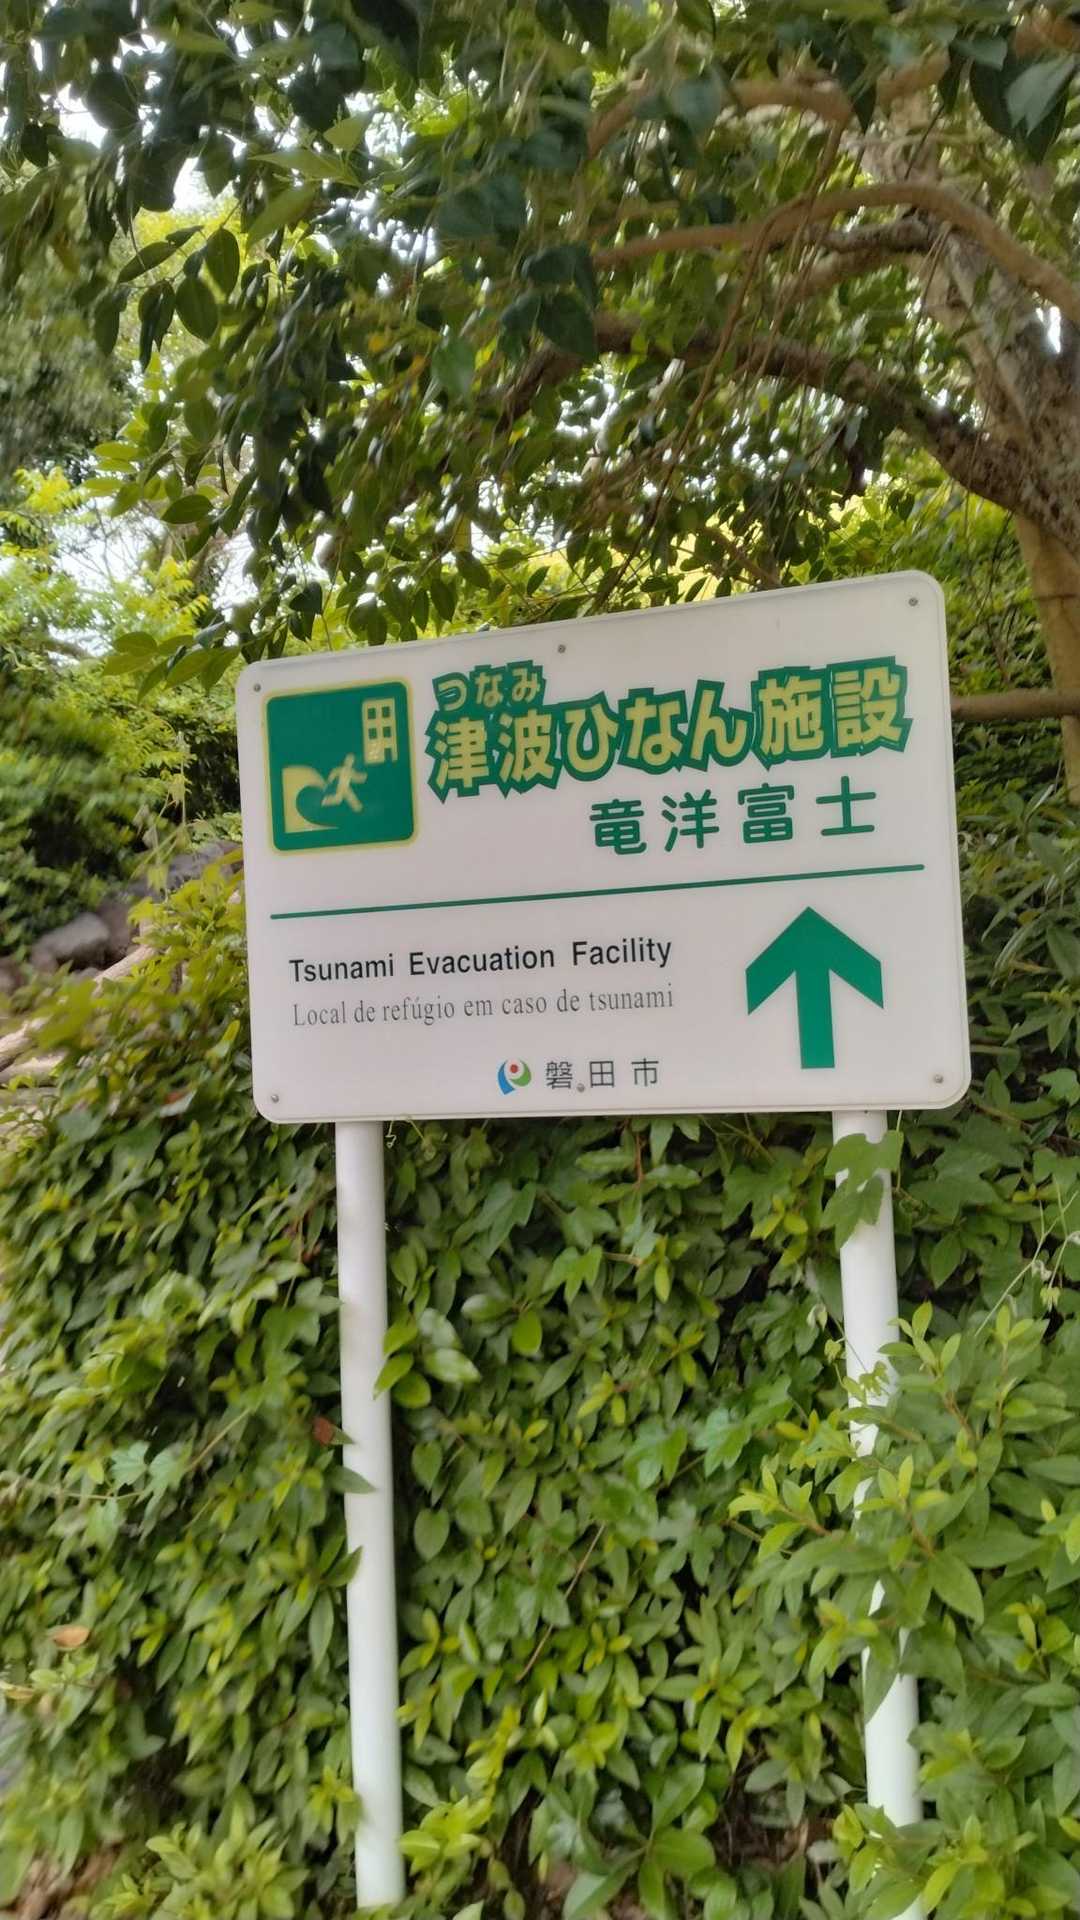 つなみ
津波ひなん施設
竜洋富士
Tsunami Evacuation Facility
Local de refúgio em caso de tsunami
磐田市